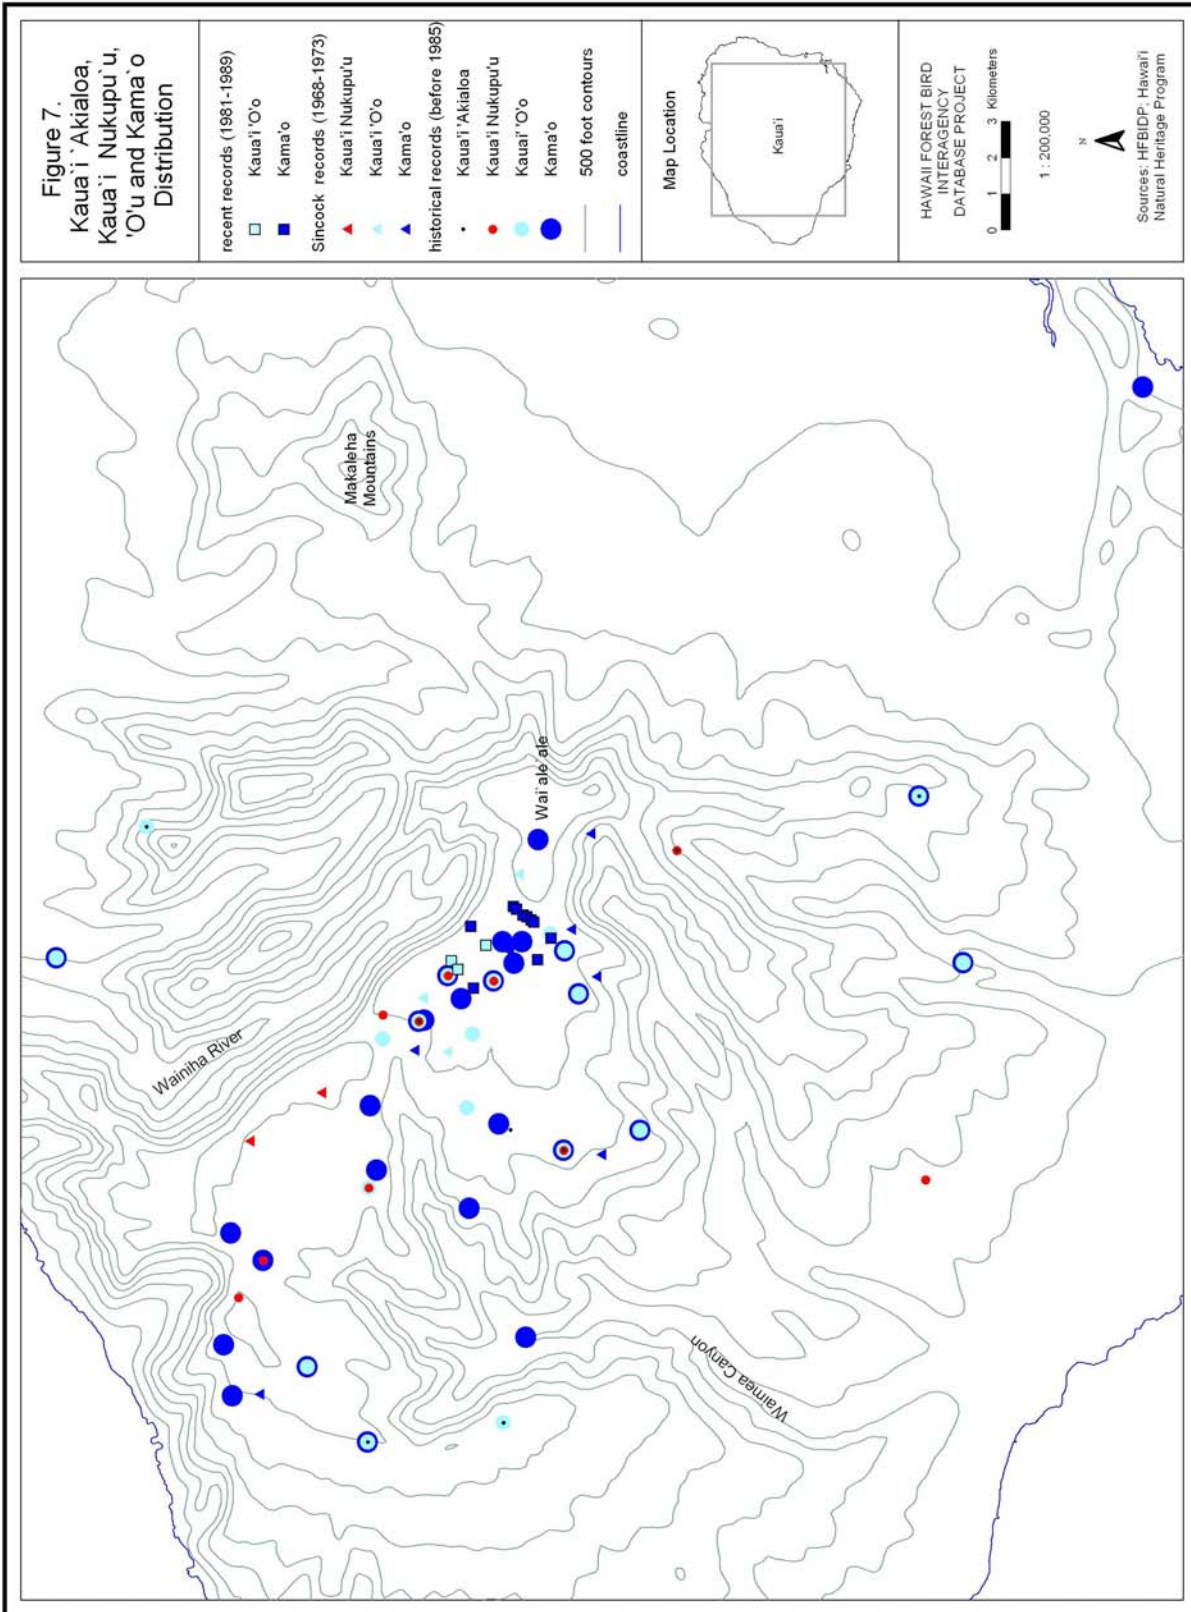 Figure 7.
Kaua`i `Akialoa,
Kaua`i Nukupu`u,
'O'u and Kama`o
Distribution
recent records (1981-1989)
Kaua'i 'O'o
Kama'o
Sincock records (1968-1973)
Kaua'i Nukupu'u
Kaua'i 'O'o
Kama'o
historical records (before 1985)
Kaua'i 'Akialoa
Kaua'i Nukupu'u
Kauai' 'O'o
Kama'o
500 foot contours
coastline
Map Location
Kaua'i
HAWAII FOREST BIRD
INTERAGENCY
DATABASE PROJECT
0 1 2 3 Kilometers
1 : 200,000
N
Sources: HFBIDP; Hawai'i
Natural Heritage Program
Makaleha
Mountains
Wai`ale`ale
Wainiha River
Waimea Canyon